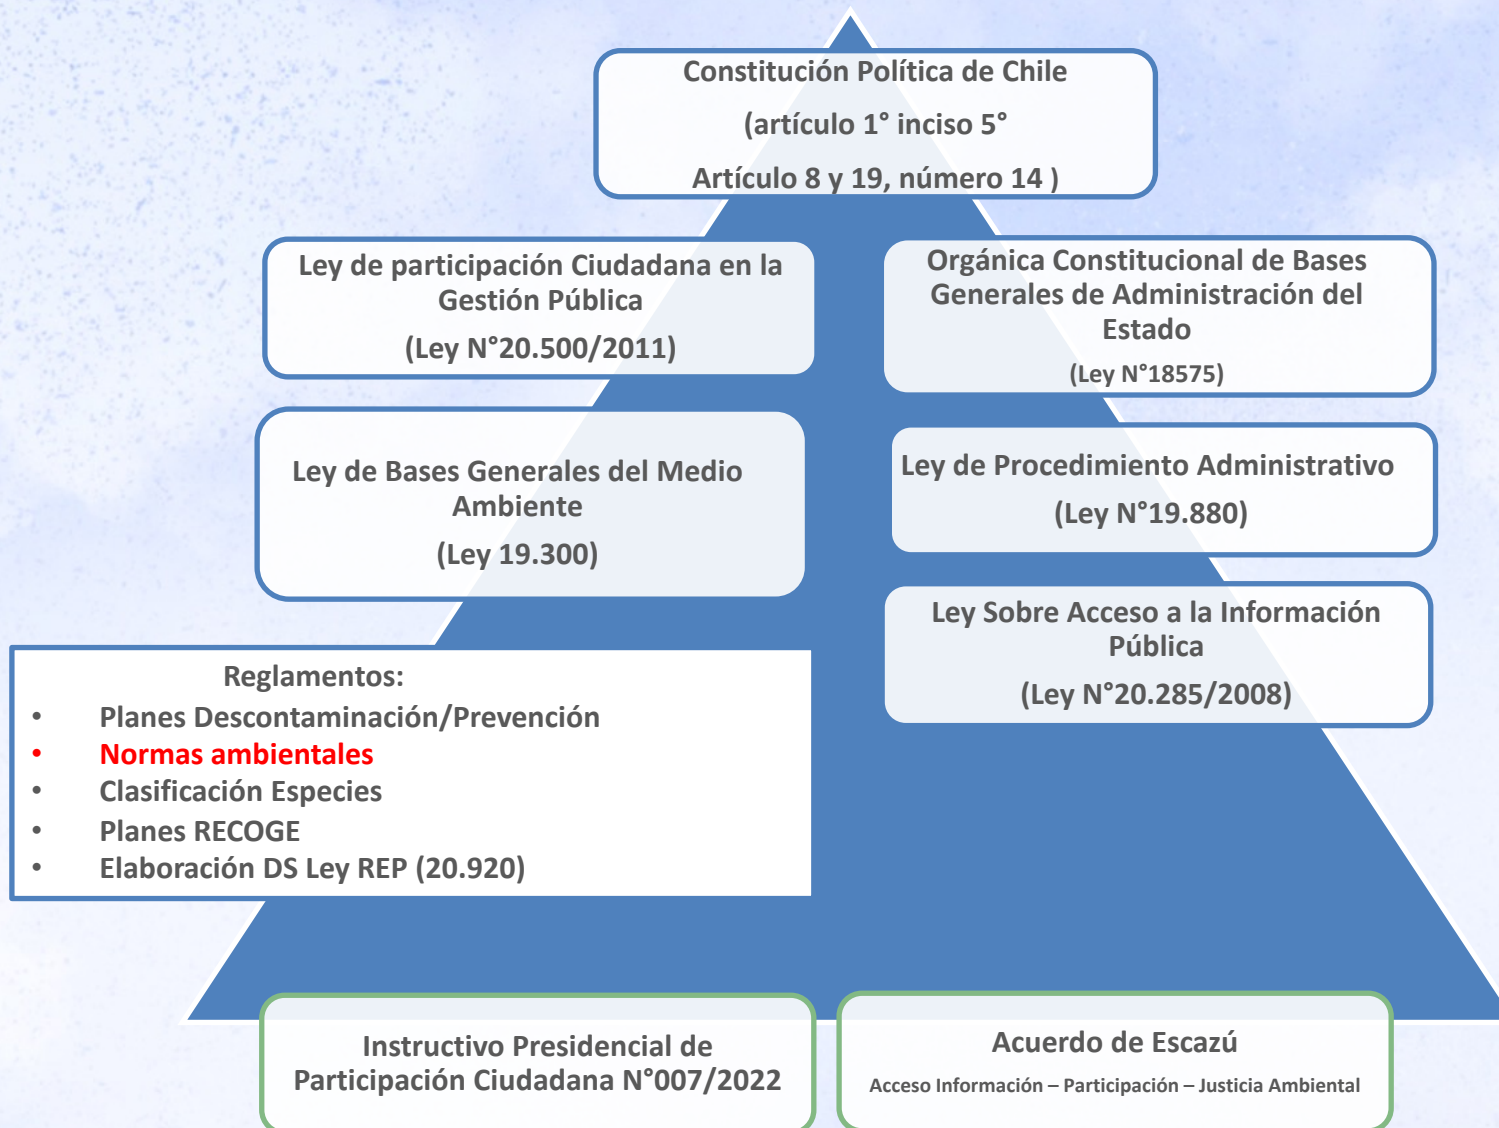 Constitución Política de Chile
(artículo 1° inciso 5°
Artículo 8 y 19, número 14 )
Ley de participación Ciudadana en la
Gestión Pública
(Ley N°20.500/2011)
Orgánica Constitucional de Bases
Generales de Administración del
Estado
(Ley N°18575)
Ley de Bases Generales del Medio
Ambiente
(Ley 19.300)
Ley de Procedimiento Administrativo
(Ley N°19.880)
Ley Sobre Acceso a la Información
Pública
(Ley N°20.285/2008)
Reglamentos:
• Planes Descontaminación/Prevención
• Normas ambientales
• Clasificación Especies
• Planes RECOGE
• Elaboración DS Ley REP (20.920)
Instructivo Presidencial de
Participación Ciudadana N°007/2022
Acuerdo de Escazú
Acceso Información – Participación – Justicia Ambiental